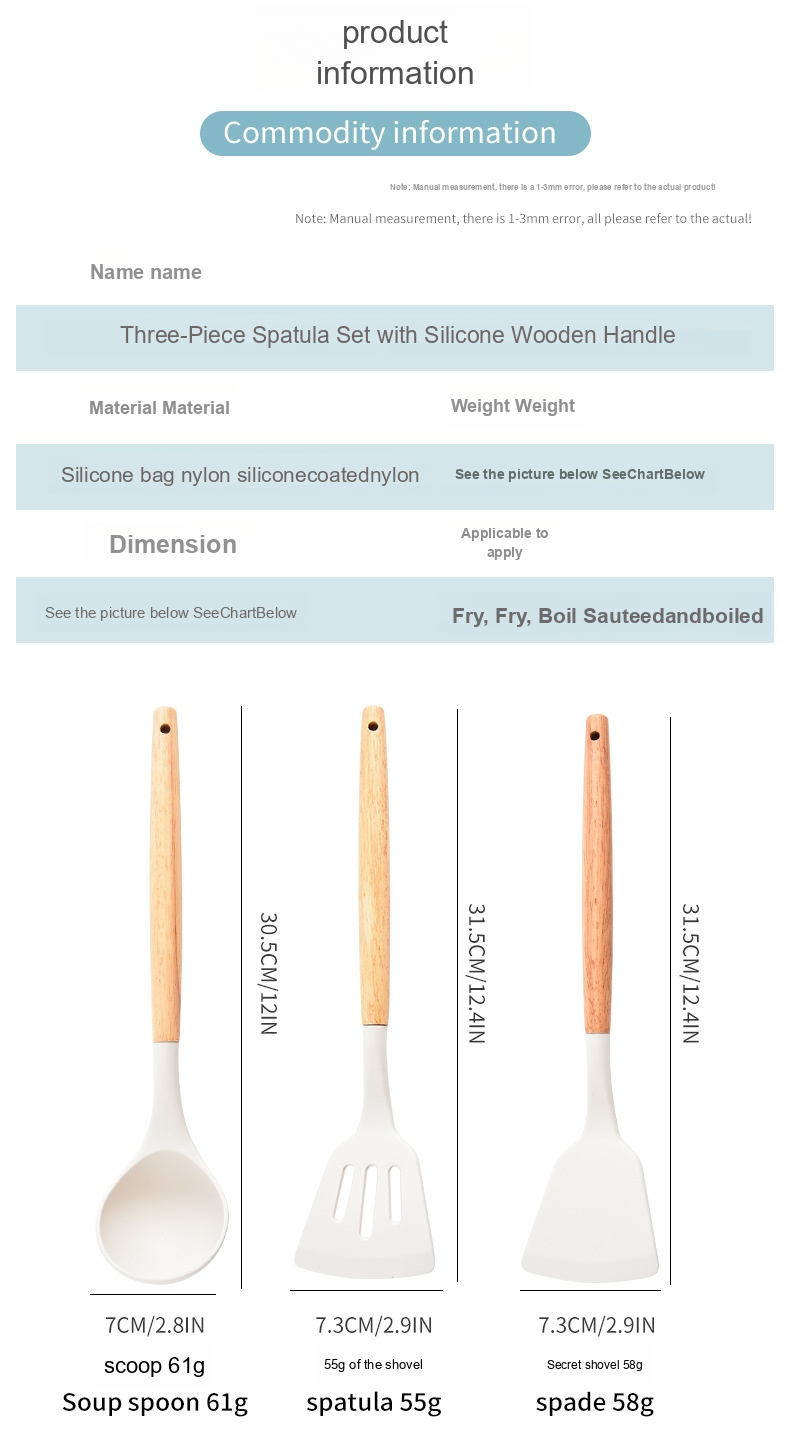 product
information
Commodity information
Note: Manual measurement, there is a 1-3mm error, please refer to the actual product!
Note: Manual measurement, there is 1-3mm error, all please refer to the actual!
Name name
Three-Piece Spatula Set with Silicone Wooden Handle
Material Material
Weight Weight
Silicone bag nylon siliconecoatednylon
See the picture below SeeChartBelow
Dimension
Applicable to
apply
See the picture below SeeChartBelow
Fry, Fry, Boil Sauteedandboiled
30.5CM/12IN
31.5CM/12.4IN
31.5CM/12.4IN
7CM/2.8IN
7.3CM/2.9IN
7.3CM/2.9IN
scoop 61g
55g of the shovel
Secret shovel 58g
Soup spoon 61g
spatula 55g
spade 58g